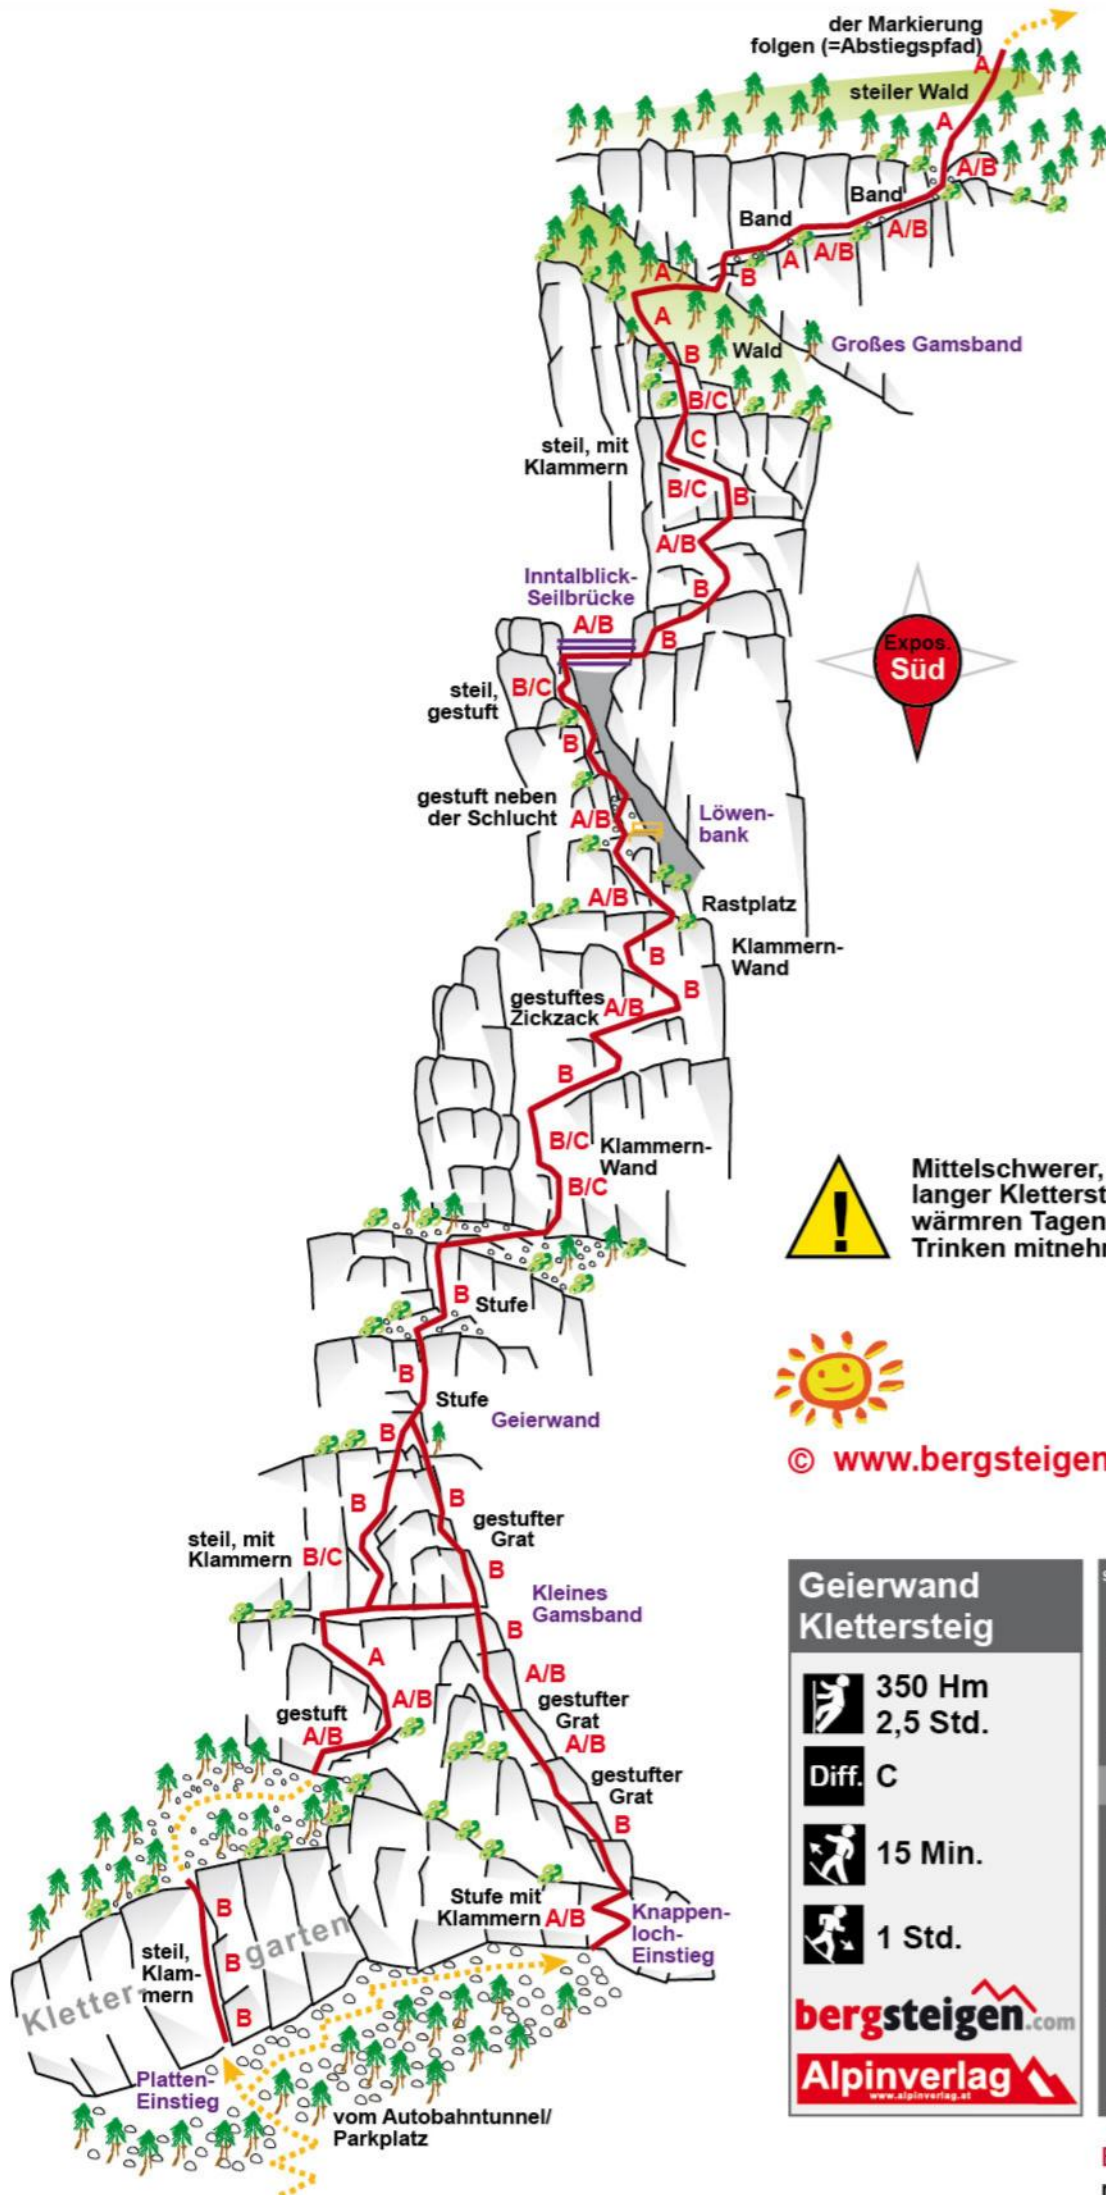 der Markierung
folgen (=Abstiegspfad)
A
steiler Wald
A
A/B
Band
Band
A/B
A/B
A
B
A
A
Wald
Großes Gamsband
B
B/C
C
steil, mit
Klammern
B/C
B
A/B
Inntalblick-
Seilbrücke
B
A/B
B
Expos.
Süd
steil,
gestuft
B/C
B
gestuft neben
der Schlucht
A/B
Löwen-
bank
A/B
Rastplatz
Klammern-
Wand
B
B
gestuftes
Zickzack
A/B
B
B/C
Klammern-
Wand
B/C
!
Mittelschwerer,
langer Kletterst
wärmren Tagen
Trinken mitnehr
B
Stufe
B
Stufe
Geierwand
B
© www.bergsteigen
B
B
gestufter
Grat
steil, mit
Klammern
B/C
B
Kleines
Gamsband
B
A
A/B
A/B
gestufter
Grat
gestuft
A/B
A/B
gestufter
Grat
B
Stufe mit
Klammern
A/B
Knappen-
loch-
Einstieg
B
steil,
Klam-
mern
B
B
Kletter-
garten
Platten-
Einstieg
vom Autobahntunnel/
Parkplatz
Geierwand
Klettersteig
350 Hm
2,5 Std.
Diff. C
15 Min.
1 Std.
bergsteigen.com
Alpinverlag
www.alpinverlag.at